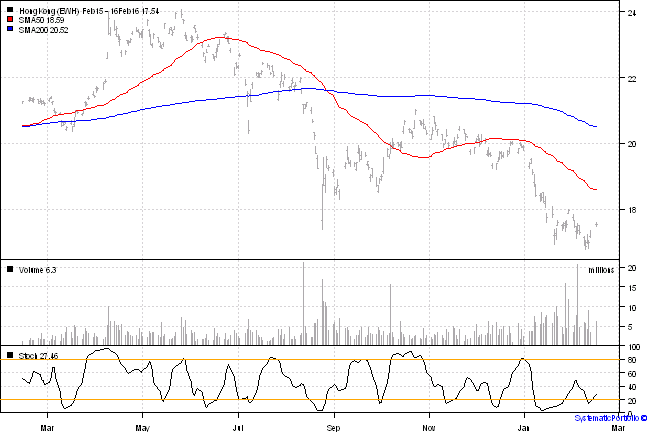 Hong Kong (EWH) Feb15 - 16Feb16 17.54
SMA50 18.59
SMA200 20.52
24
22
20
18
Volume 6.3
millions
20
15
10
5
Stoch 27.46
100
80
60
40
20
0
SystematicPortfolio ©
Mar May Jul Sep Nov Jan Mar